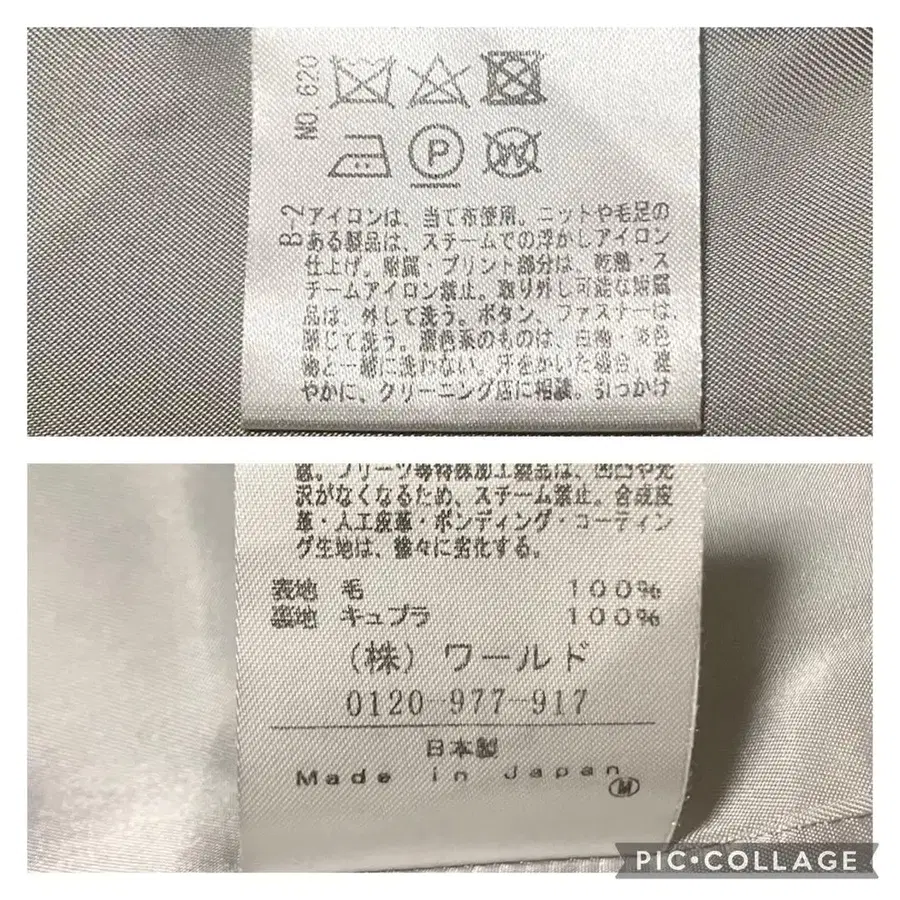 NO.620
P
W
B-2
アイロンは、当て布使用。ニットや毛足の
ある製品は、スチームでの浮かしアイロン
仕上げ。附属・プリント部分は、乾熱・ス
チームアイロン禁止。取り外し可能な附属
品は、外して洗う。ボタン、ファスナーは、
閉じて洗う。濃色系のものは、白物・淡色
物と一緒に洗わない。汗をかいた場合、速
やかに、クリーニング店に相談。引っかけ
意。プリーツ等特殊加工製品は、凹凸や光
沢がなくなるため、スチーム禁止。合成皮
革・人工皮革・ボンディング・コーティン
グ生地は、徐々に劣化する。
表地 毛 100%
裏地 キュプラ 100%
(株)ワールド
0120-977-917
日本製
Made in Japan
M
PIC•COLLAGE